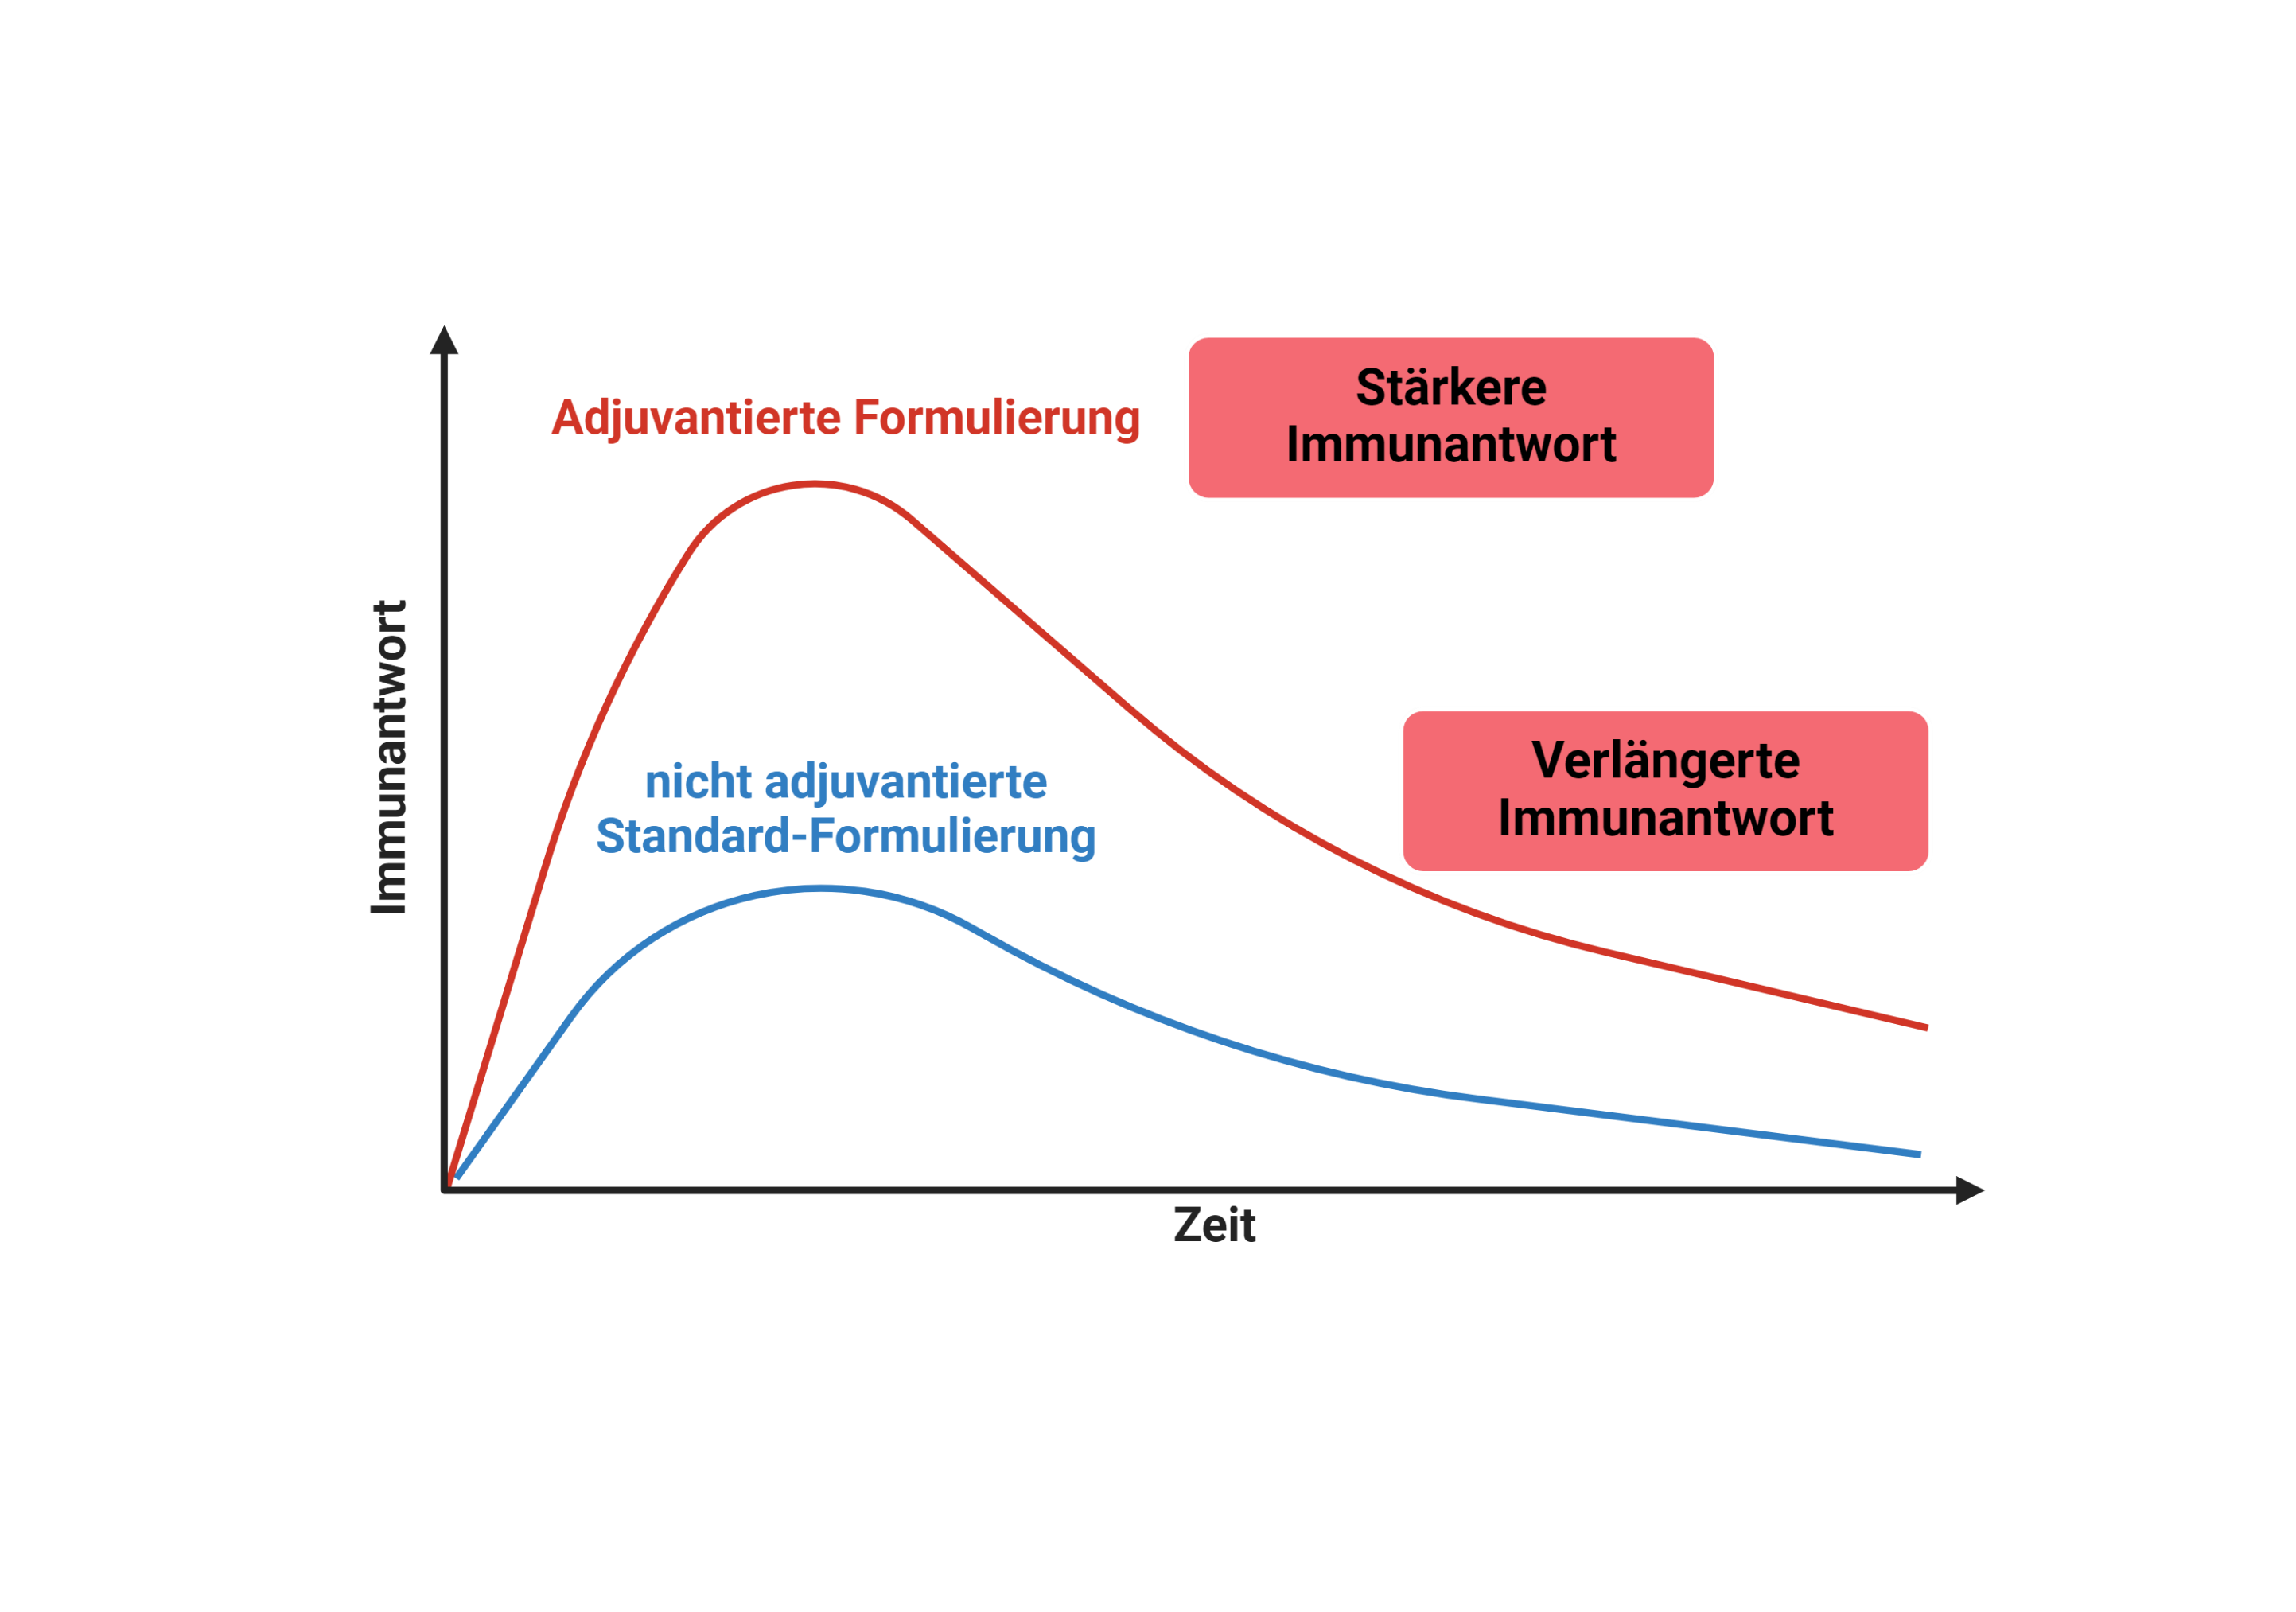 Adjuvantierte Formulierung
Stärkere
Immunantwort
nicht adjuvantierte
Standard-Formulierung
Verlängerte
Immunantwort
Immunantwort
Zeit